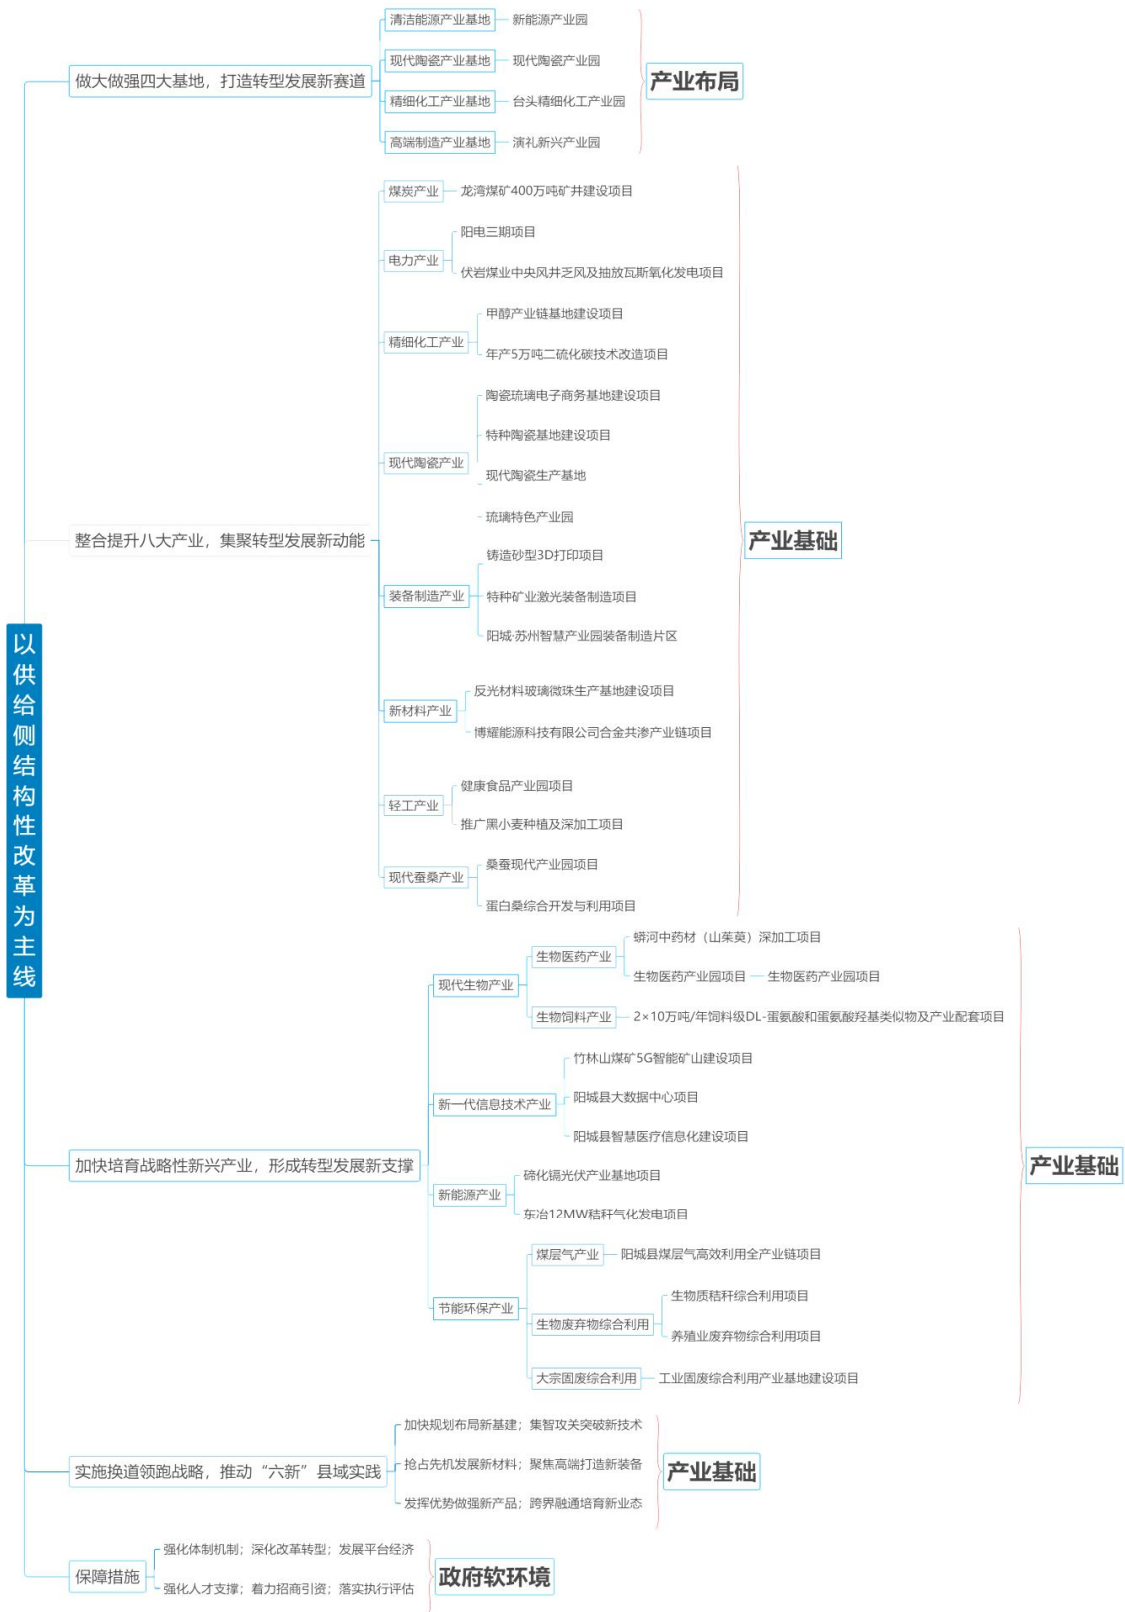 以供给侧结构性改革为主线
做大做强四大基地，打造转型发展新赛道
清洁能源产业基地
新能源产业园
现代陶瓷产业基地
现代陶瓷产业园
精细化工产业基地
台头精细化工产业园
高端制造产业基地
演礼新兴产业园
产业布局
整合提升八大产业，集聚转型发展新动能
煤炭产业
龙湾煤矿400万吨矿井建设项目
电力产业
阳电三期项目
伏岩煤业中央风井乏风及抽放瓦斯氧化发电项目
精细化工产业
甲醇产业链基地建设项目
年产5万吨二硫化碳技术改造项目
现代陶瓷产业
陶瓷琉璃电子商务基地建设项目
特种陶瓷基地建设项目
现代陶瓷生产基地
琉璃特色产业园
装备制造产业
铸造砂型3D打印项目
特种矿业激光装备制造项目
阳城·苏州智慧产业园装备制造片区
新材料产业
反光材料玻璃微珠生产基地建设项目
博耀能源科技有限公司合金共渗产业链项目
轻工产业
健康食品产业园项目
推广黑小麦种植及深加工项目
现代蚕桑产业
桑蚕现代产业园项目
蛋白桑综合开发与利用项目
产业基础
加快培育战略性新兴产业，形成转型发展新支撑
现代生物产业
生物医药产业
蟒河中药材（山茱萸）深加工项目
生物医药产业园项目
生物医药产业园项目
生物饲料产业
2×10万吨/年饲料级DL-蛋氨酸和蛋氨酸羟基类似物及产业配套项目
新一代信息技术产业
竹林山煤矿5G智能矿山建设项目
阳城县大数据中心项目
阳城县智慧医疗信息化建设项目
新能源产业
碲化镉光伏产业基地项目
东冶12MW秸秆气化发电项目
节能环保产业
煤层气产业
阳城县煤层气高效利用全产业链项目
生物废弃物综合利用
生物质秸秆综合利用项目
养殖业废弃物综合利用项目
大宗固废综合利用
工业固废综合利用产业基地建设项目
产业基础
实施换道领跑战略，推动“六新”县域实践
加快规划布局新基建；集智攻关突破新技术
抢占先机发展新材料；聚焦高端打造新装备
发挥优势做强新产品；跨界融通培育新业态
产业基础
保障措施
强化体制机制；深化改革转型；发展平台经济
强化人才支撑；着力招商引资；落实执行评估
政府软环境